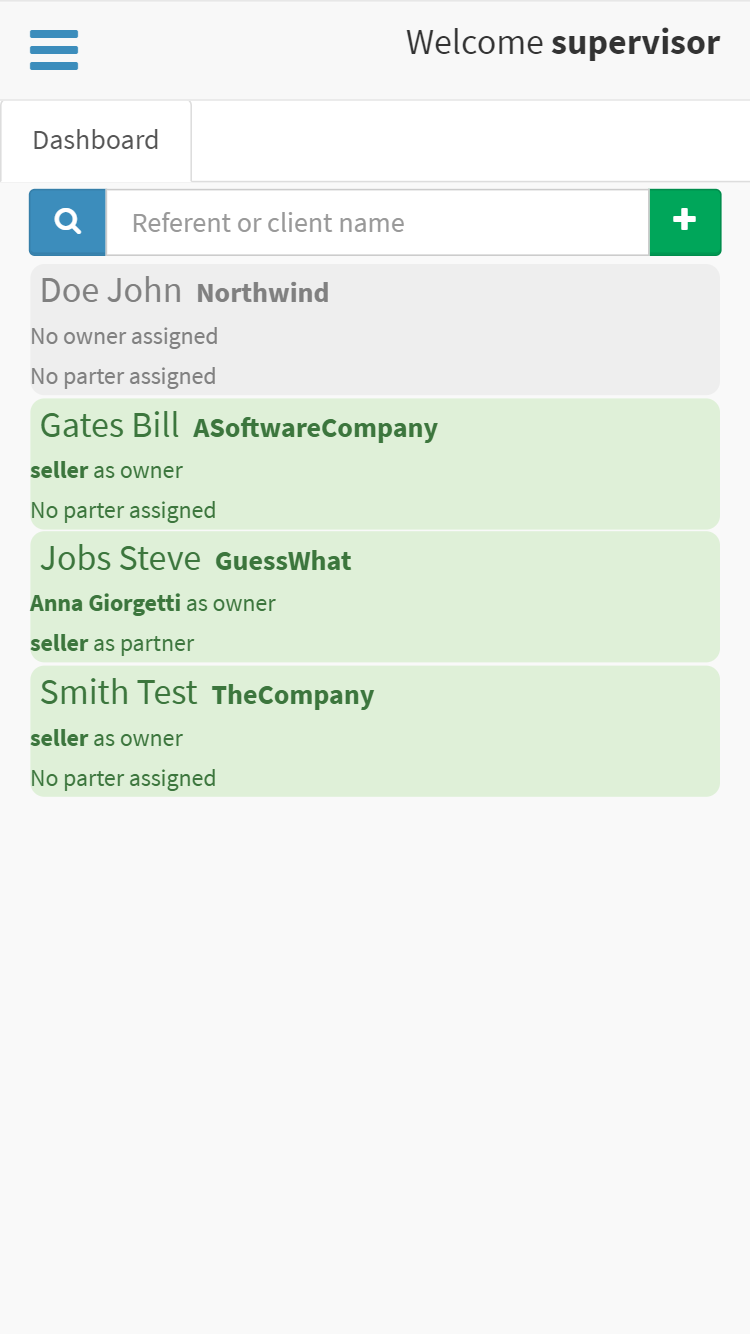 Welcome supervisor
Dashboard
Referent or client name
Doe John Northwind
No owner assigned
No parter assigned
Gates Bill ASoftwareCompany
seller as owner
No parter assigned
Jobs Steve GuessWhat
Anna Giorgetti as owner
seller as partner
Smith Test TheCompany
seller as owner
No parter assigned